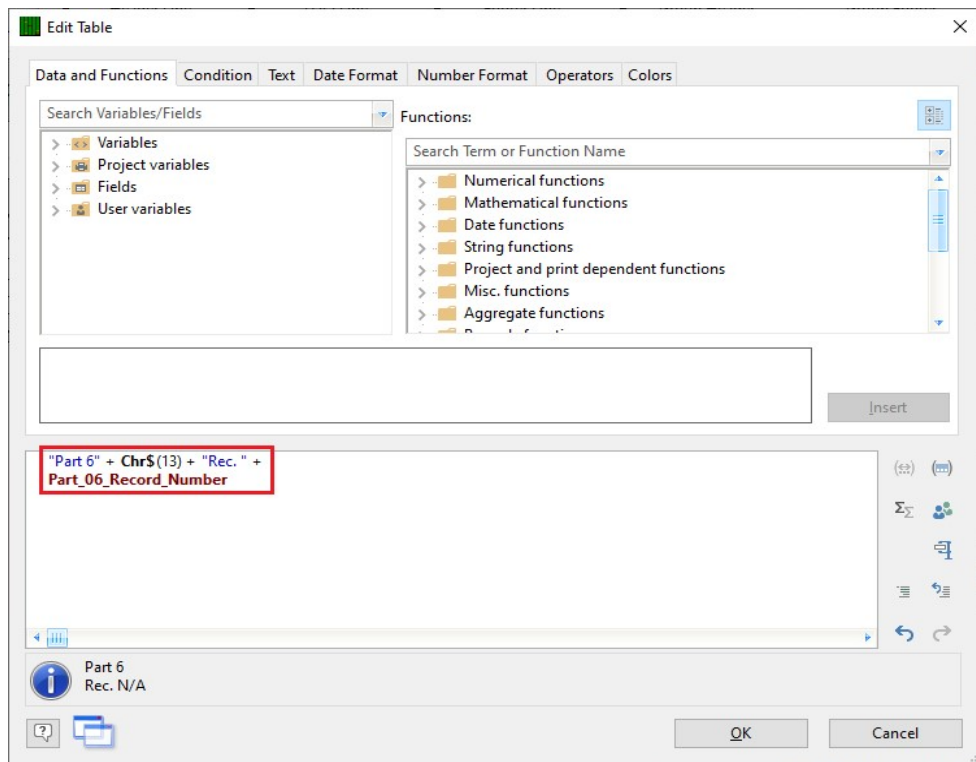 Edit Table
Data and Functions Condition Text Date Format Number Format Operators Colors
Search Variables/Fields
Variables
Project variables
Fields
User variables
Functions:
Search Term or Function Name
Numerical functions
Mathematical functions
Date functions
String functions
Project and print dependent functions
Misc. functions
Aggregate functions
Insert
"Part 6" + Chr$(13) + "Rec. " +
Part_06_Record_Number
Part 6
Rec. N/A
OK Cancel